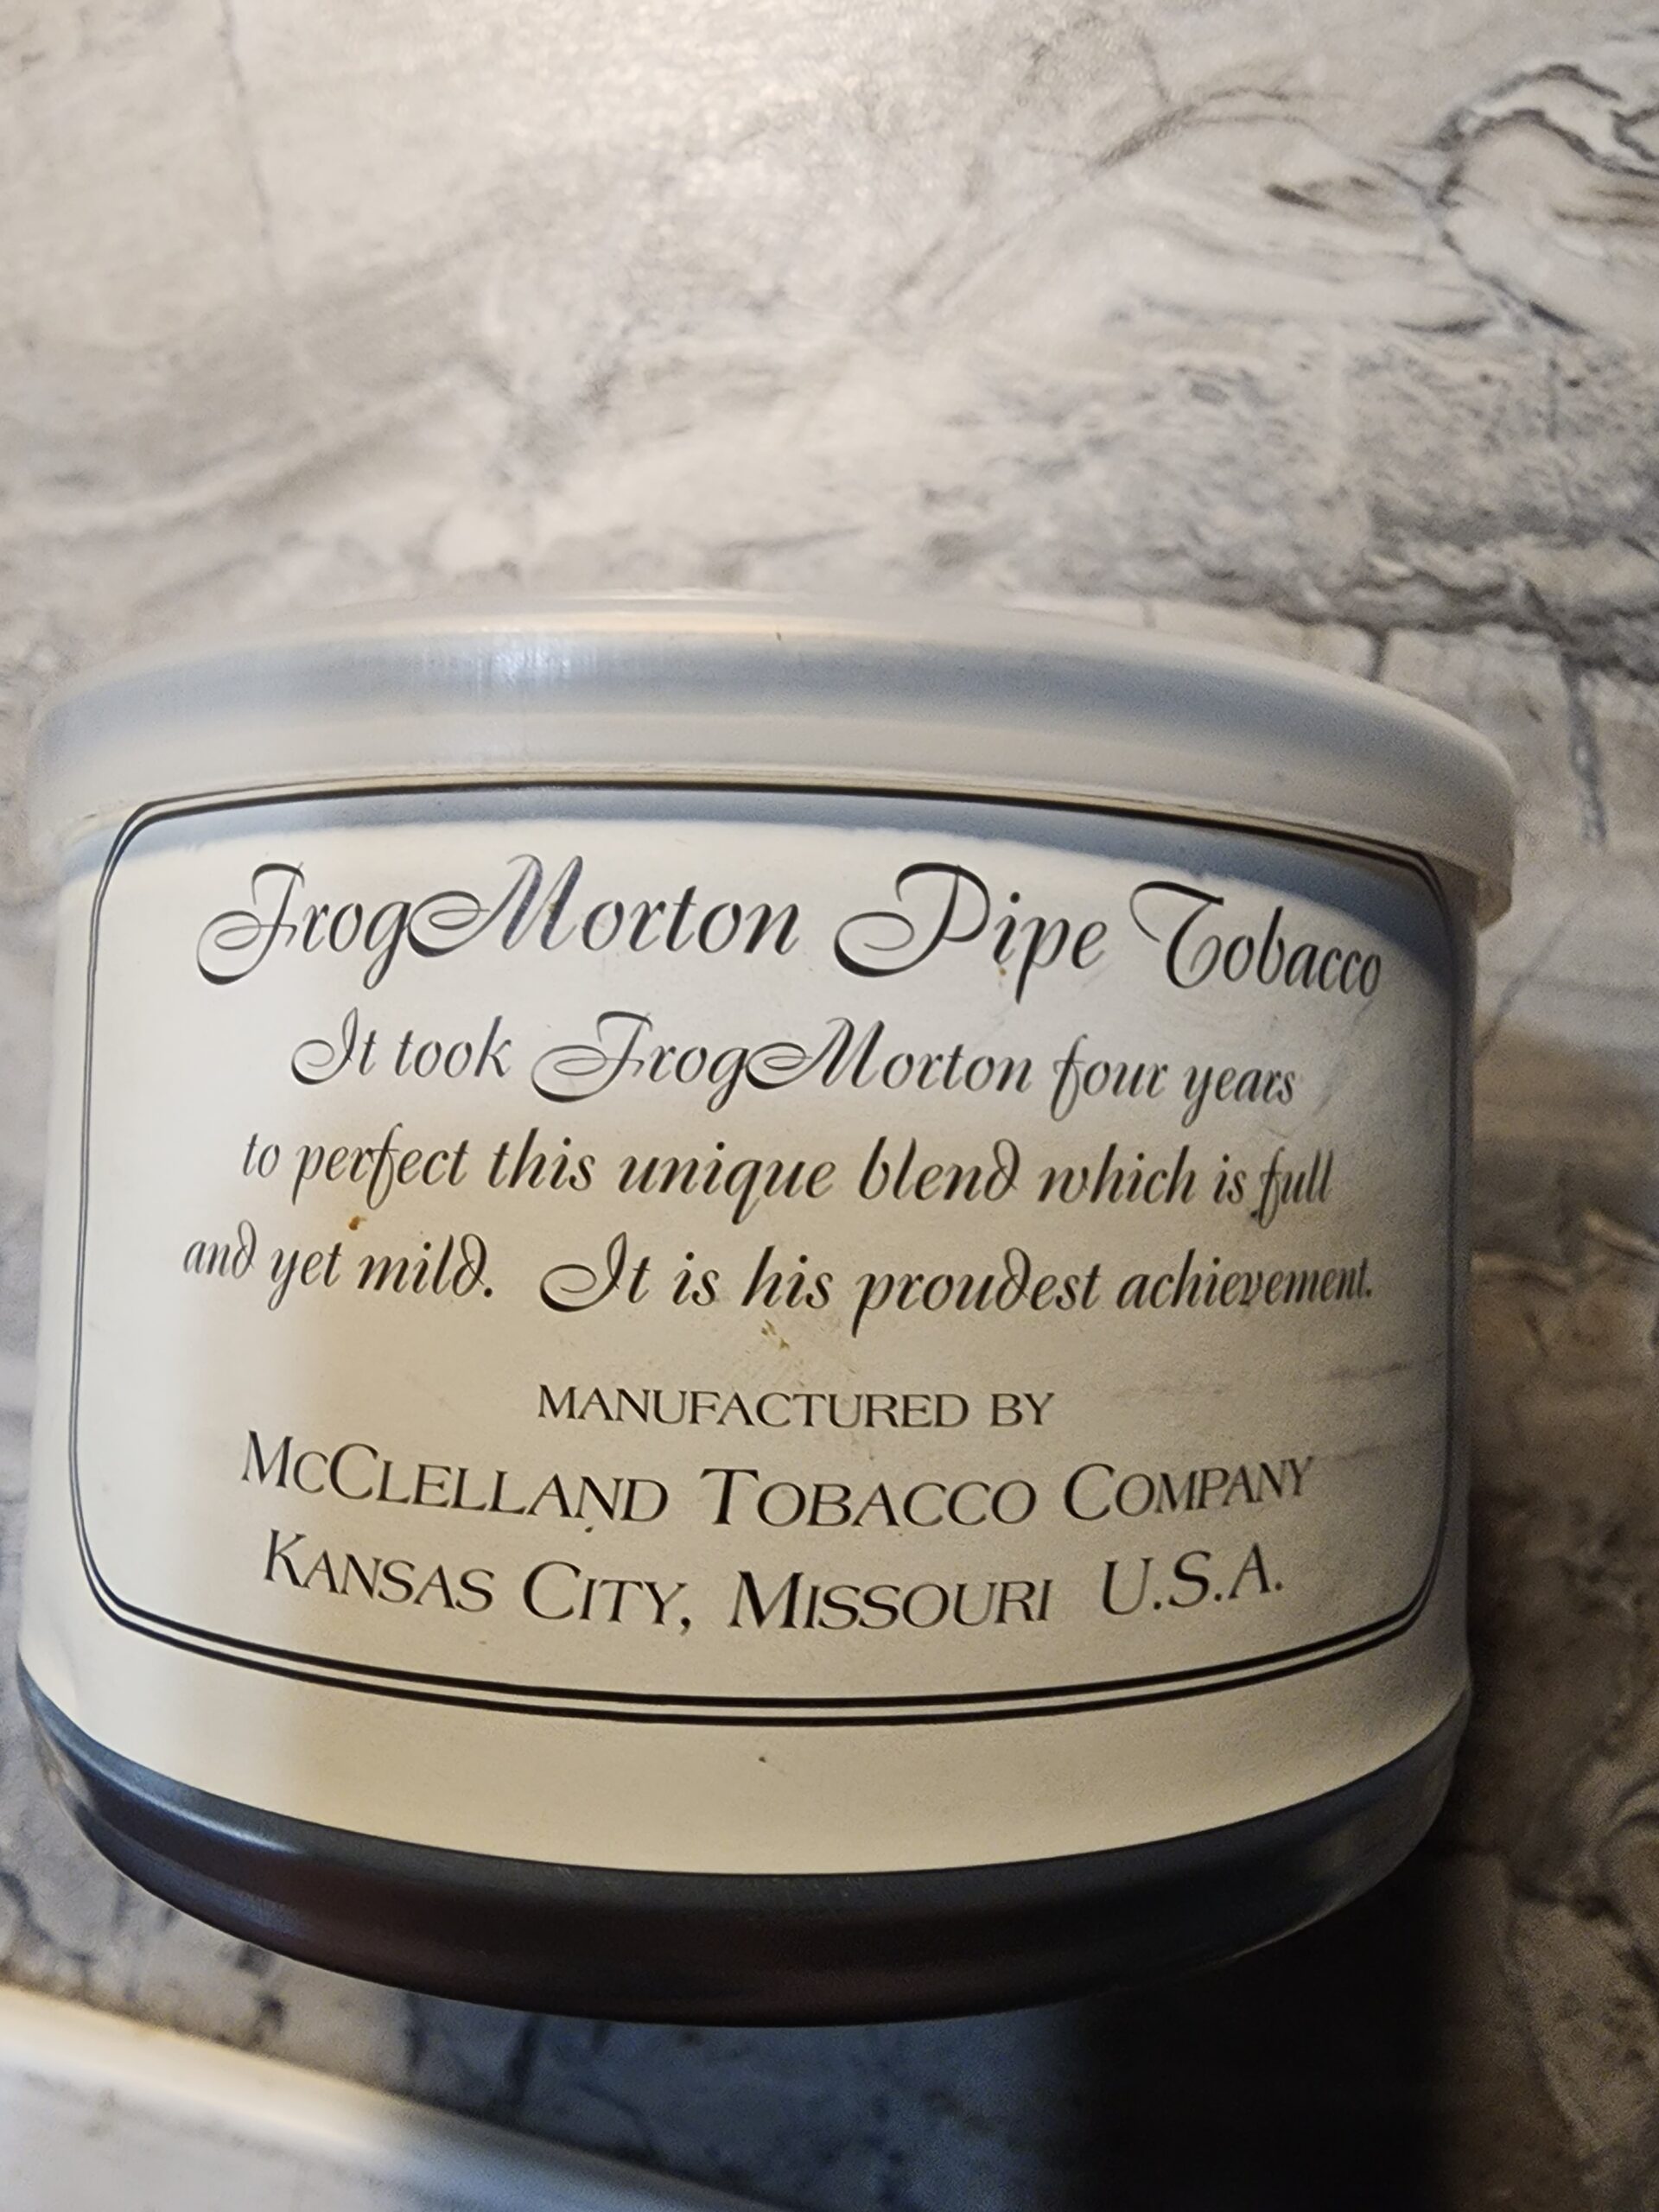 FrogMorton Pipe Tobacco
It took FrogMorton four years
to perfect this unique blend which is full
and yet mild. It is his proudest achievement.
MANUFACTURED BY
MCCLELLAND TOBACCO COMPANY
KANSAS CITY, MISSOURI U.S.A.